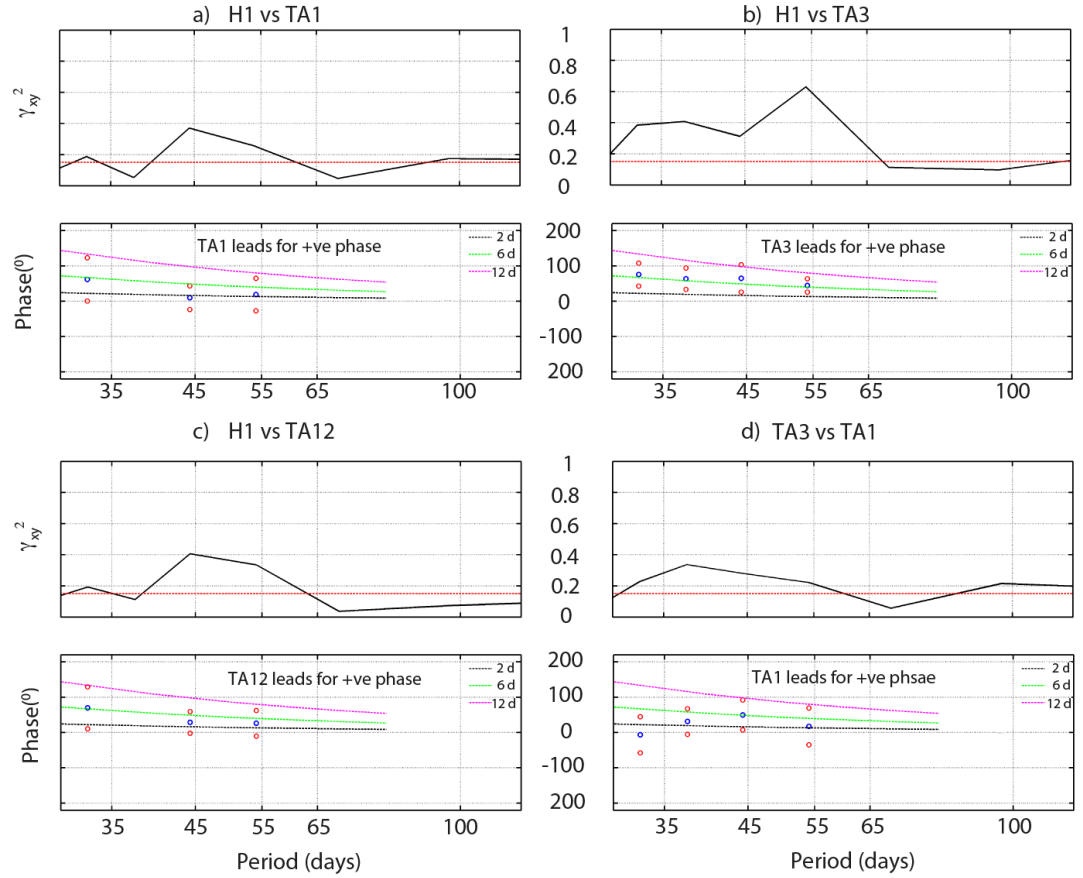 a) H1 vs TA1
b) H1 vs TA3
γxy²
1
0.8
0.6
0.4
0.2
0
Phase(⁰)
TA1 leads for +ve phase
2 d
6 d
12 d
200
100
0
-100
200
TA3 leads for +ve phase
2 d
6 d
12 d
35 45 55 65 100
35 45 55 65 100
c) H1 vs TA12
d) TA3 vs TA1
γxy²
1
0.8
0.6
0.4
0.2
0
Phase(⁰)
TA12 leads for +ve phase
2 d
6 d
12 d
200
100
0
-100
200
TA1 leads for +ve phsae
2 d
6 d
12 d
35 45 55 65 100
35 45 55 65 100
Period (days)
Period (days)